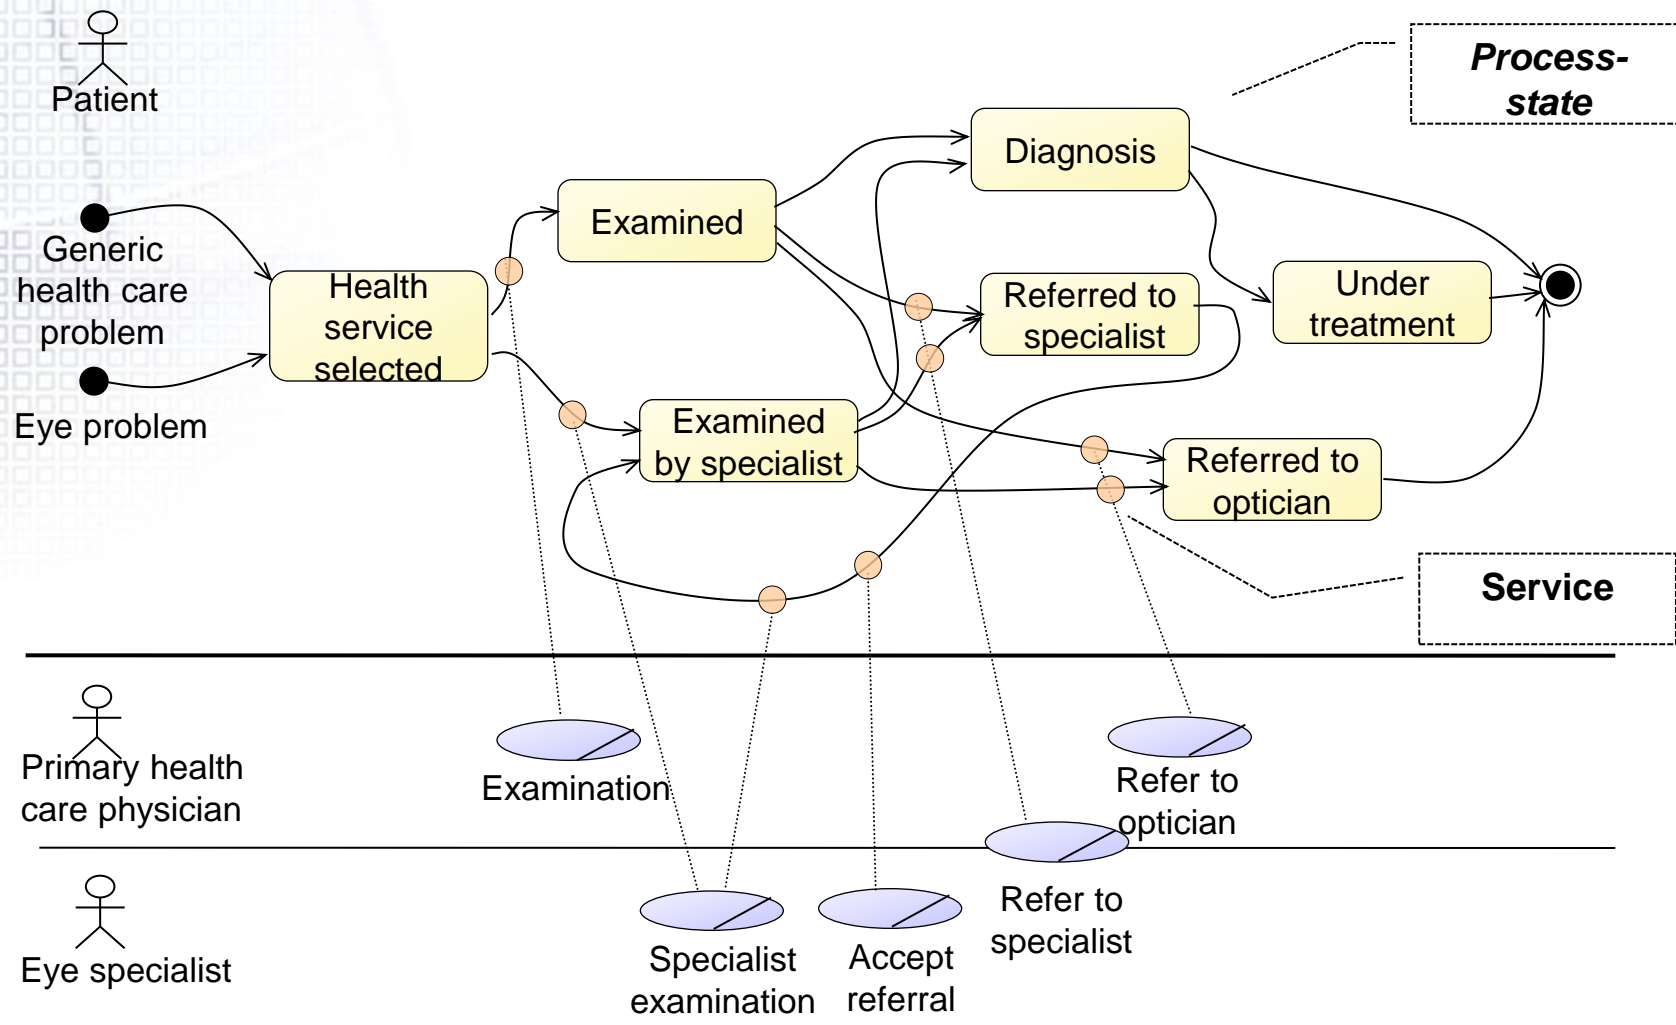 Process-
state
Patient
Diagnosis
Examined
Generic
health care
problem
Health
service
selected
Referred to
specialist
Under
treatment
Eye problem
Examined
by specialist
Referred to
optician
Service
Primary health
care physician
Examination
Refer to
optician
Eye specialist
Specialist
examination
Accept
referral
Refer to
specialist